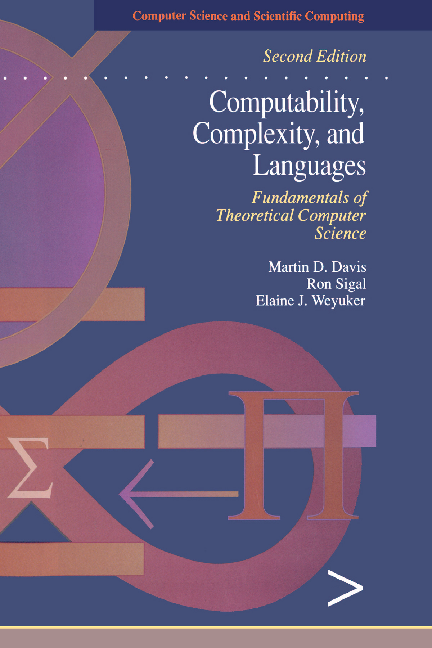 Computer Science and Scientific Computing
Second Edition
Computability,
Complexity, and
Languages
Fundamentals of
Theoretical Computer
Science
Martin D. Davis
Ron Sigal
Elaine J. Weyuker
Π
Σ
←
>